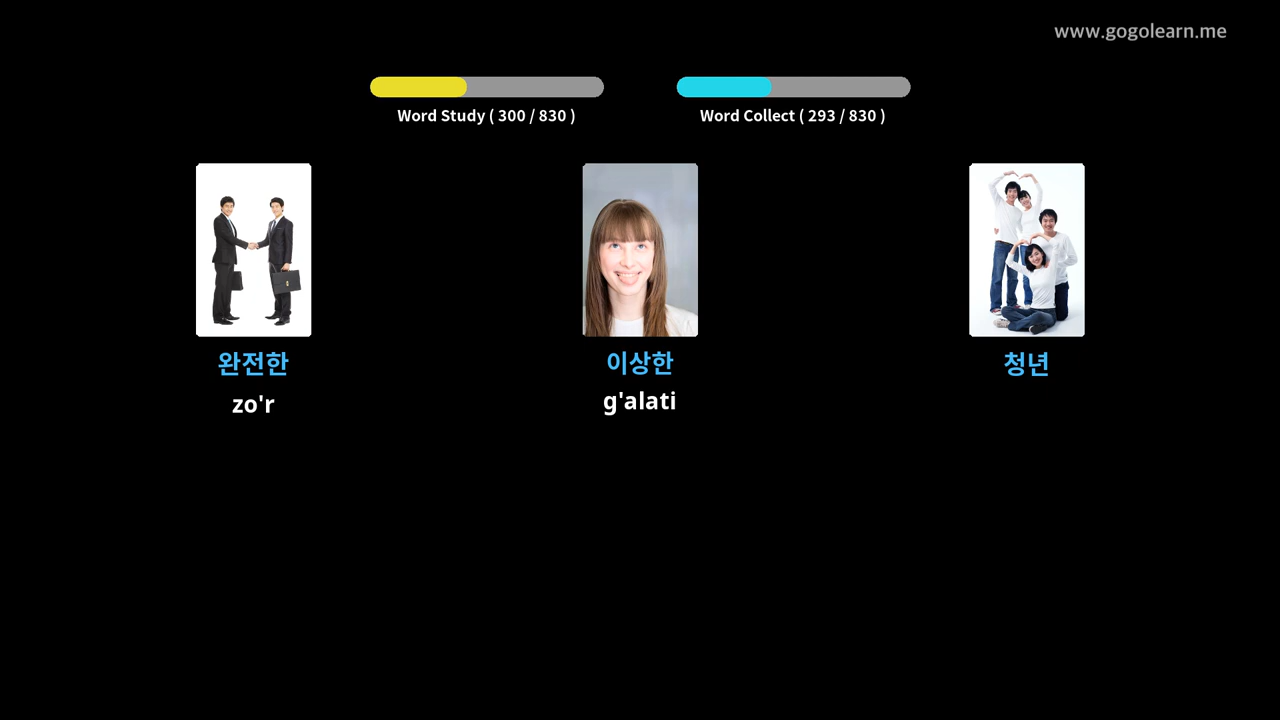 www.gogolearn.me
Word Study ( 300 / 830 )
Word Collect ( 293 / 830 )
완전한
이상한
청년
zo'r
g'alati